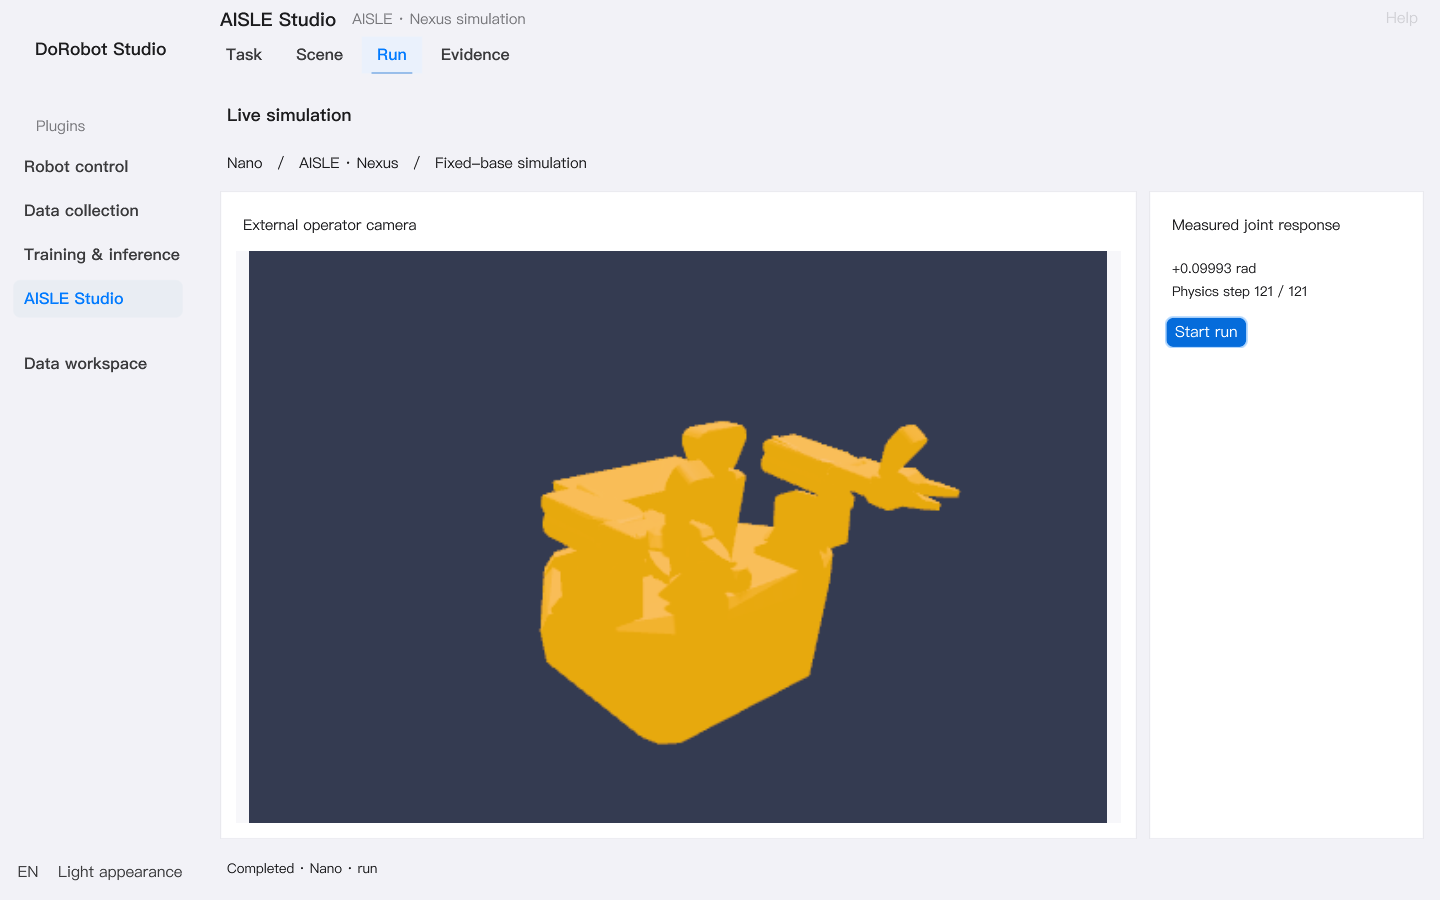 DoRobot Studio
Plugins
Robot control
Data collection
Training & inference
AISLE Studio
Data workspace
EN Light appearance
AISLE Studio AISLE · Nexus simulation
Help
Task Scene Run Evidence
Live simulation
Nano / AISLE · Nexus / Fixed-base simulation
External operator camera
Measured joint response
+0.09993 rad
Physics step 121 / 121
Start run
Completed · Nano · run